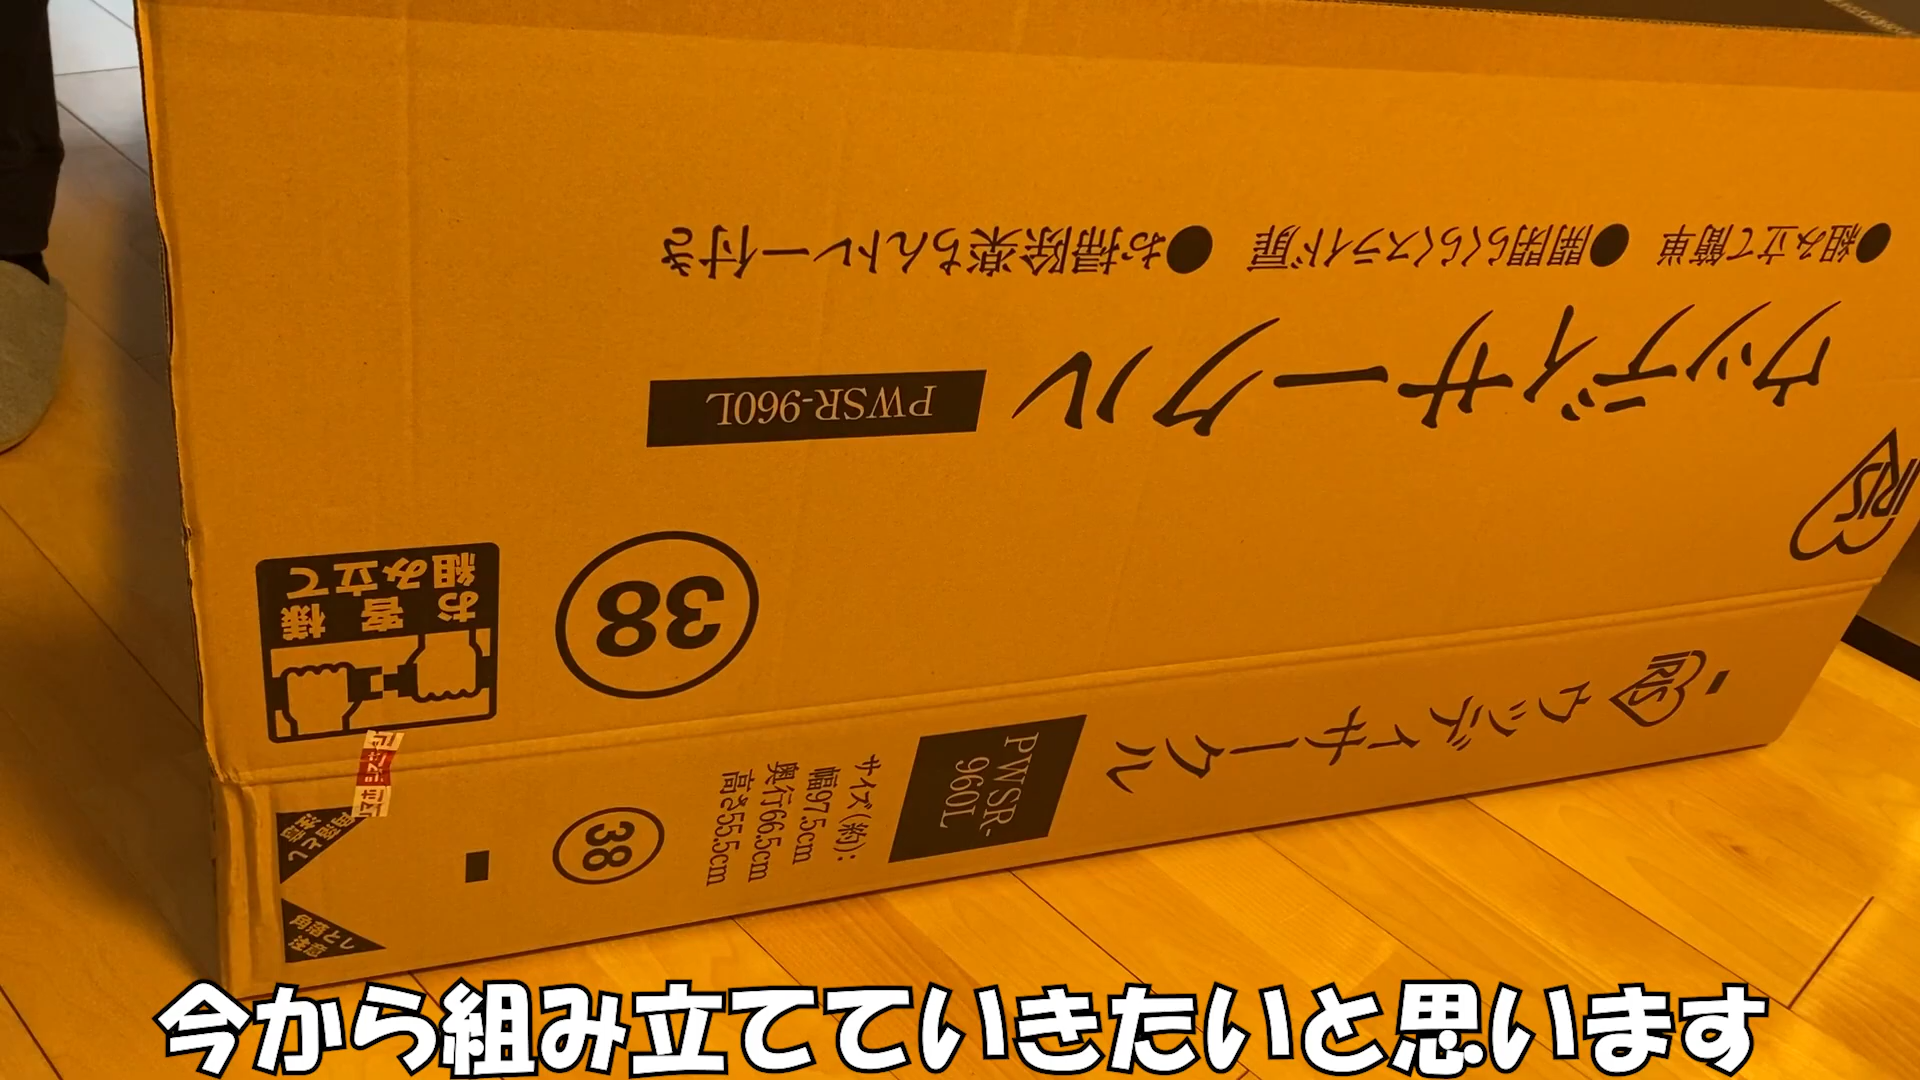 ●組み立て簡単 ●開閉らくらくスライド扉 ●お掃除楽ちんトレー付き
ウッディサークル
PWSR-960L
IRIS
38
お客様
組み立て
IRIS
ウッディサークル
PWSR-
960L
サイズ(約):
幅97.5cm
奥行66.5cm
高さ55.5cm
38
今から組み立てていきたいと思います